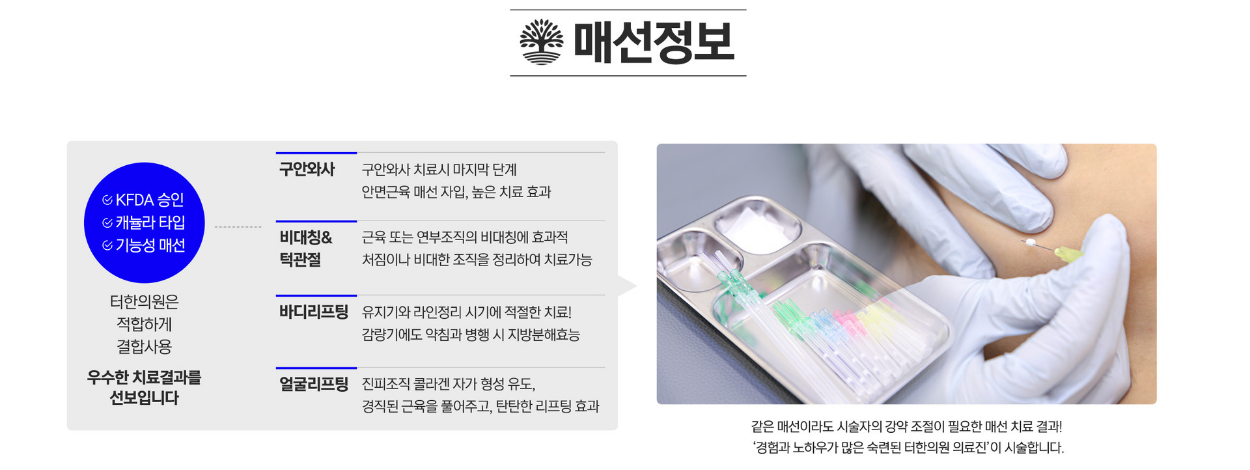 매선정보
KFDA 승인
캐뉼라 타입
기능성 매선
터한의원은
적합하게
결합사용
우수한 치료결과를
선보입니다
구안와사
구안와사 치료시 마지막 단계
안면근육 매선 자입, 높은 치료 효과
비대칭&
턱관절
근육 또는 연부조직의 비대칭에 효과적
처짐이나 비대한 조직을 정리하여 치료가능
바디리프팅
유지기와 라인정리 시기에 적절한 치료!
감량기에도 약침과 병행 시 지방분해효능
얼굴리프팅
진피조직 콜라겐 자가 형성 유도,
경직된 근육을 풀어주고, 탄탄한 리프팅 효과
같은 매선이라도 시술자의 강약 조절이 필요한 매선 치료 결과!
‘경험과 노하우가 많은 숙련된 터한의원 의료진’이 시술합니다.